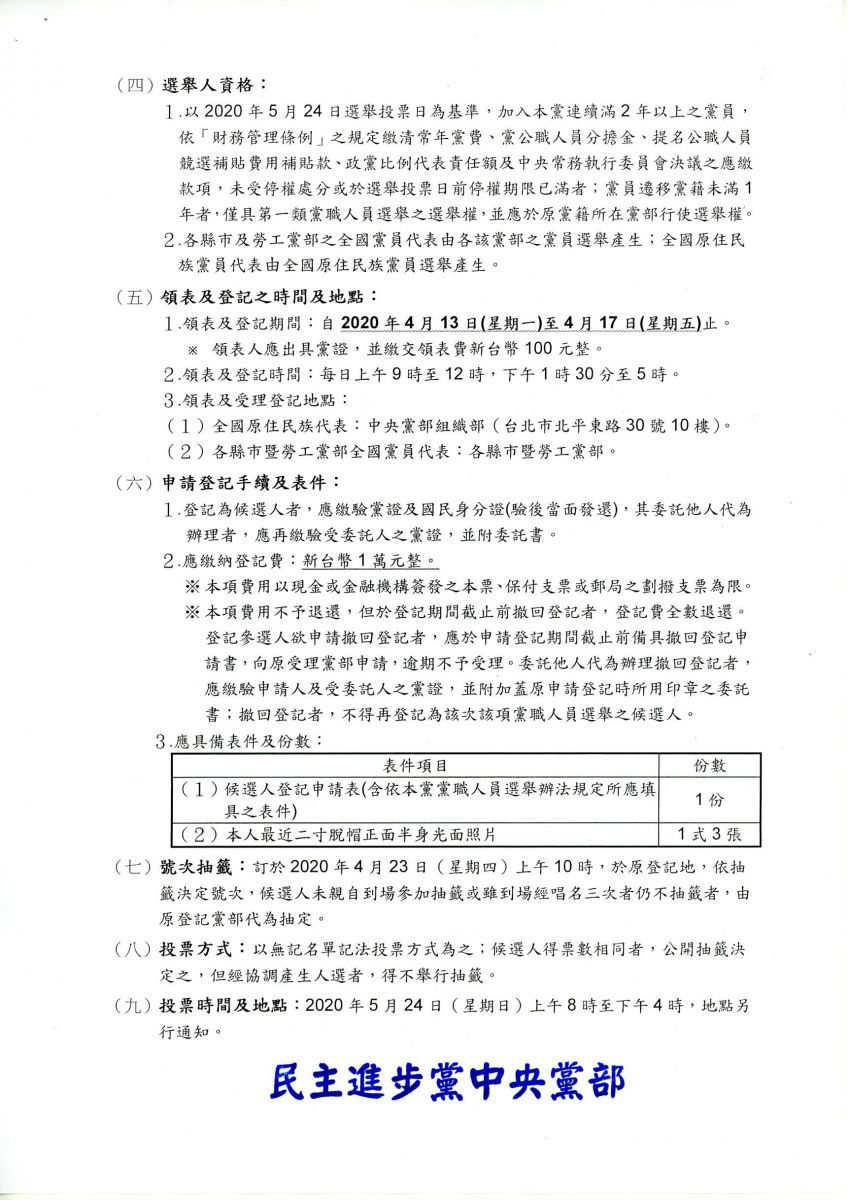 （四）選舉人資格：
１.以 2020 年 5 月 24 日選舉投票日為基準，加入本黨連續滿 2 年以上之黨員，
依「財務管理條例」之規定繳清常年黨費、黨公職人員分擔金、提名公職人員
競選補貼費用補貼款、政黨比例代表責任額及中央常務執行委員會決議之應繳
款項，未受停權處分或於選舉投票日前停權期限已滿者；黨員遷移黨籍未滿 1
年者，僅具第一類黨職人員選舉之選舉權，並應於原黨籍所在黨部行使選舉權。
２.各縣市及勞工黨部之全國黨員代表由各該黨部之黨員選舉產生；全國原住民
族黨員代表由全國原住民族黨員選舉產生。
（五）領表及登記之時間及地點：
１.領表及登記期間：自 2020 年 4 月 13 日(星期一)至 4 月 17 日(星期五)止。
※ 領表人應出具黨證，並繳交領表費新台幣 100 元整。
２.領表及登記時間：每日上午 9 時至 12 時，下午 1 時 30 分至 5 時。
３.領表及受理登記地點：
（１）全國原住民族代表：中央黨部組織部（台北市北平東路 30 號 10 樓）。
（２）各縣市暨勞工黨部全國黨員代表：各縣市暨勞工黨部。
（六）申請登記手續及表件：
１.登記為候選人者，應繳驗黨證及國民身分證(驗後當面發還)，其委託他人代為
辦理者，應再繳驗受委託人之黨證，並附委託書。
２.應繳納登記費：新台幣 1 萬元整。
※本項費用以現金或金融機構簽發之本票、保付支票或郵局之劃撥支票為限。
※本項費用不予退還，但於登記期間截止前撤回登記者，登記費全數退還。
登記參選人欲申請撤回登記者，應於申請登記期間截止前備具撤回登記申
請書，向原受理黨部申請，逾期不予受理。委託他人代為辦理撤回登記者，
應繳驗申請人及受委託人之黨證，並附加蓋原申請登記時所用印章之委託
書；撤回登記者，不得再登記為該次該項黨職人員選舉之候選人。
３.應具備表件及份數：
表件項目 份數
（１）候選人登記申請表(含依本黨黨職人員選舉辦法規定所應填
具之表件) 1 份
（２）本人最近二寸脫帽正面半身光面照片 1 式 3 張
（七）號次抽籤：訂於 2020 年 4 月 23 日（星期四）上午 10 時，於原登記地，依抽
籤決定號次，候選人未親自到場參加抽籤或雖到場經唱名三次者仍不抽籤者，由
原登記黨部代為抽定。
（八）投票方式：以無記名單記法投票方式為之；候選人得票數相同者，公開抽籤決
定之，但經協調產生人選者，得不舉行抽籤。
（九）投票時間及地點：2020 年 5 月 24 日（星期日）上午 8 時至下午 4 時，地點另
行通知。
民主進步黨中央黨部